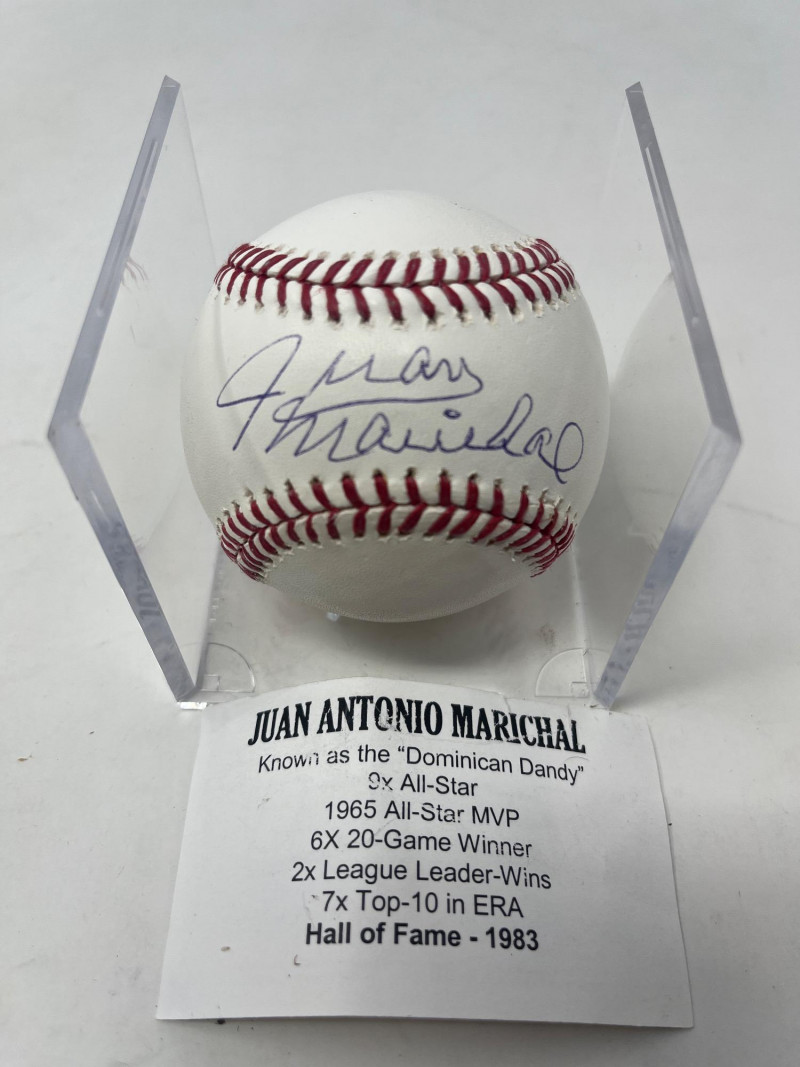 Juan
Marichal
JUAN ANTONIO MARICHAL
Known as the “Dominican Dandy”
9x All-Star
1965 All-Star MVP
6X 20-Game Winner
2x League Leader-Wins
7x Top-10 in ERA
Hall of Fame - 1983